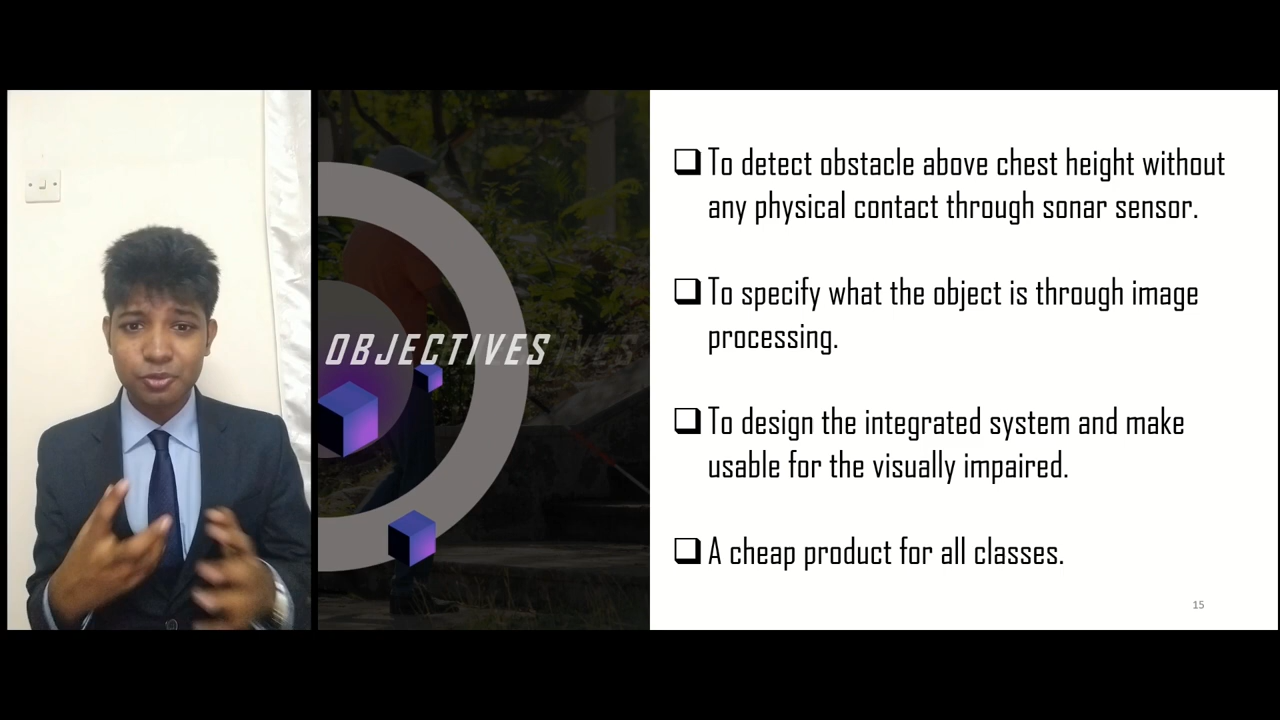 OBJECTIVES
To detect obstacle above chest height without
any physical contact through sonar sensor.
To specify what the object is through image
processing.
To design the integrated system and make
usable for the visually impaired.
A cheap product for all classes.
15